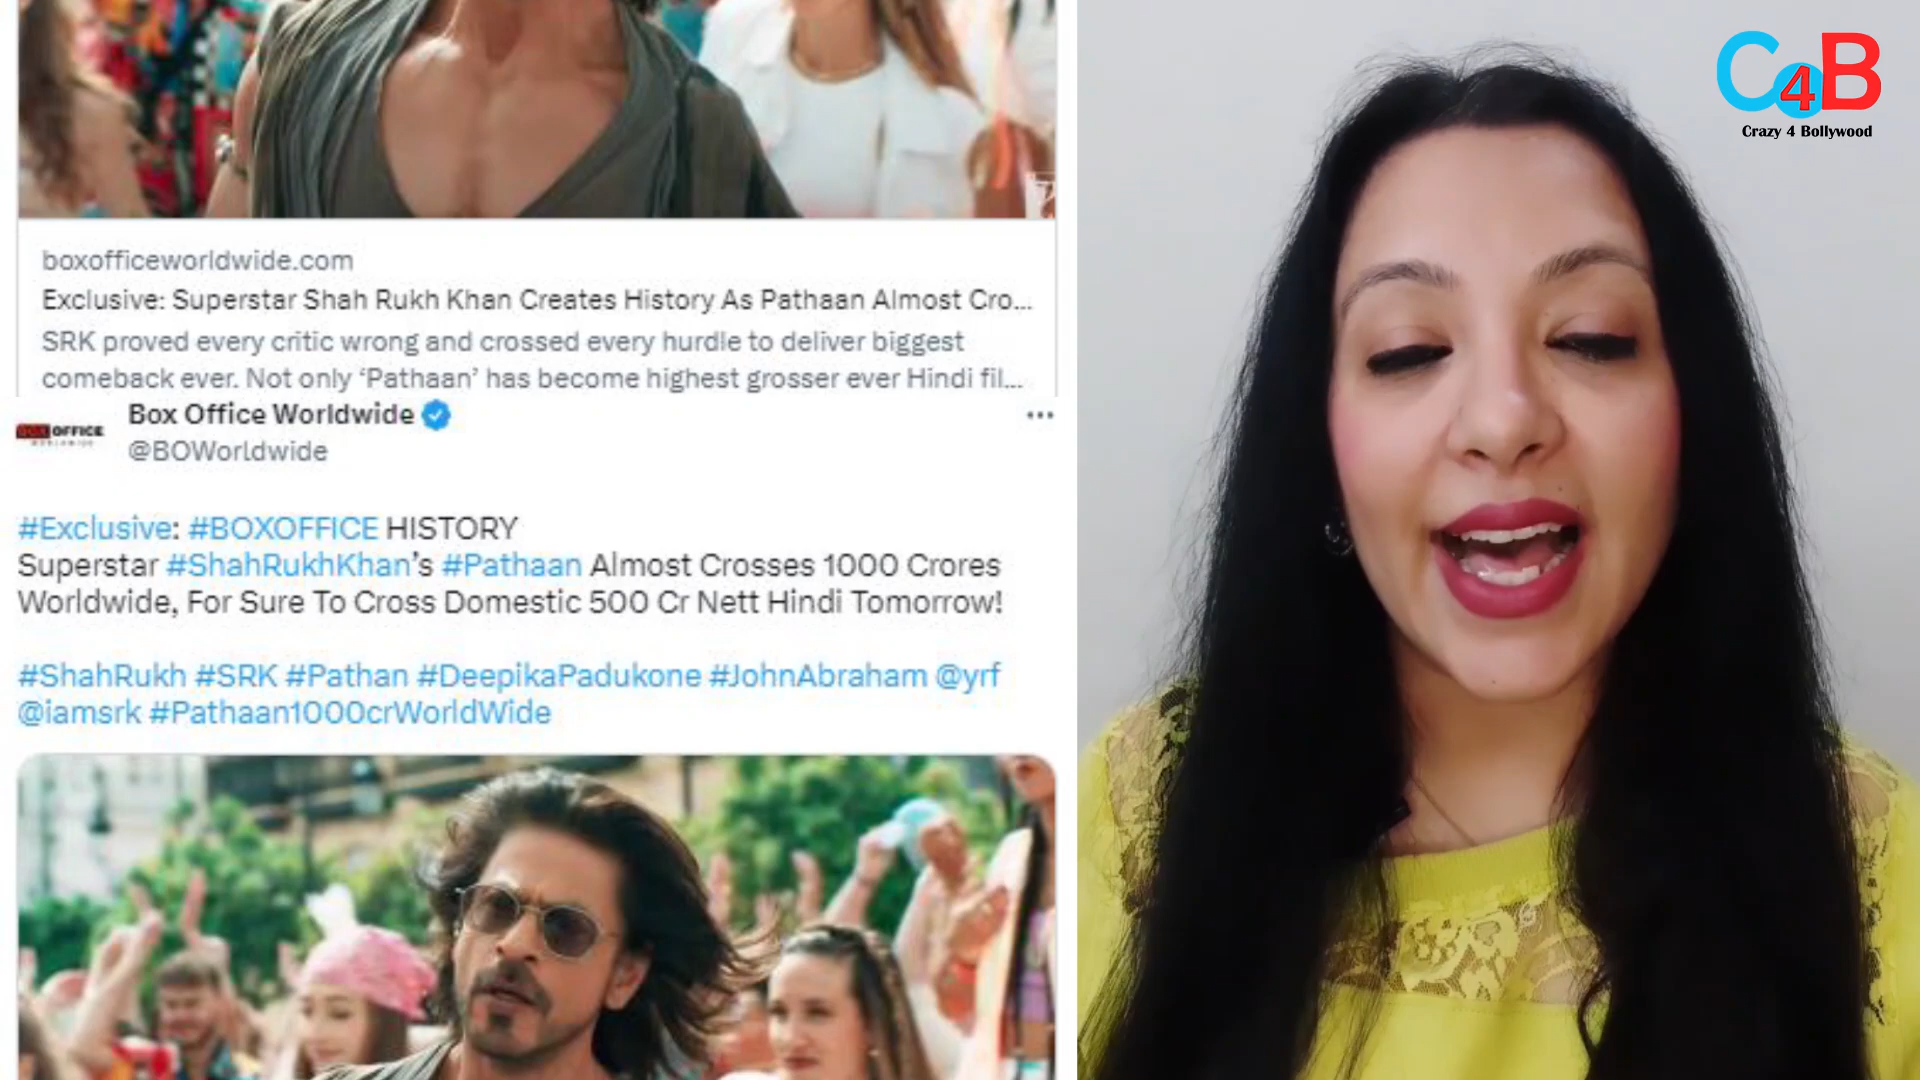 boxofficeworldwide.com
Exclusive: Superstar Shah Rukh Khan Creates History As Pathaan Almost Cro...
SRK proved every critic wrong and crossed every hurdle to deliver biggest
comeback ever. Not only ‘Pathaan’ has become highest grosser ever Hindi fil...
BOX OFFICE
WORLDWIDE
Box Office Worldwide
@BOWorldwide
#Exclusive: #BOXOFFICE HISTORY
Superstar #ShahRukhKhan’s #Pathaan Almost Crosses 1000 Crores
Worldwide, For Sure To Cross Domestic 500 Cr Nett Hindi Tomorrow!
#ShahRukh #SRK #Pathan #DeepikaPadukone #JohnAbraham @yrf
@iamsrk #Pathaan1000crWorldWide
C4B
Crazy 4 Bollywood